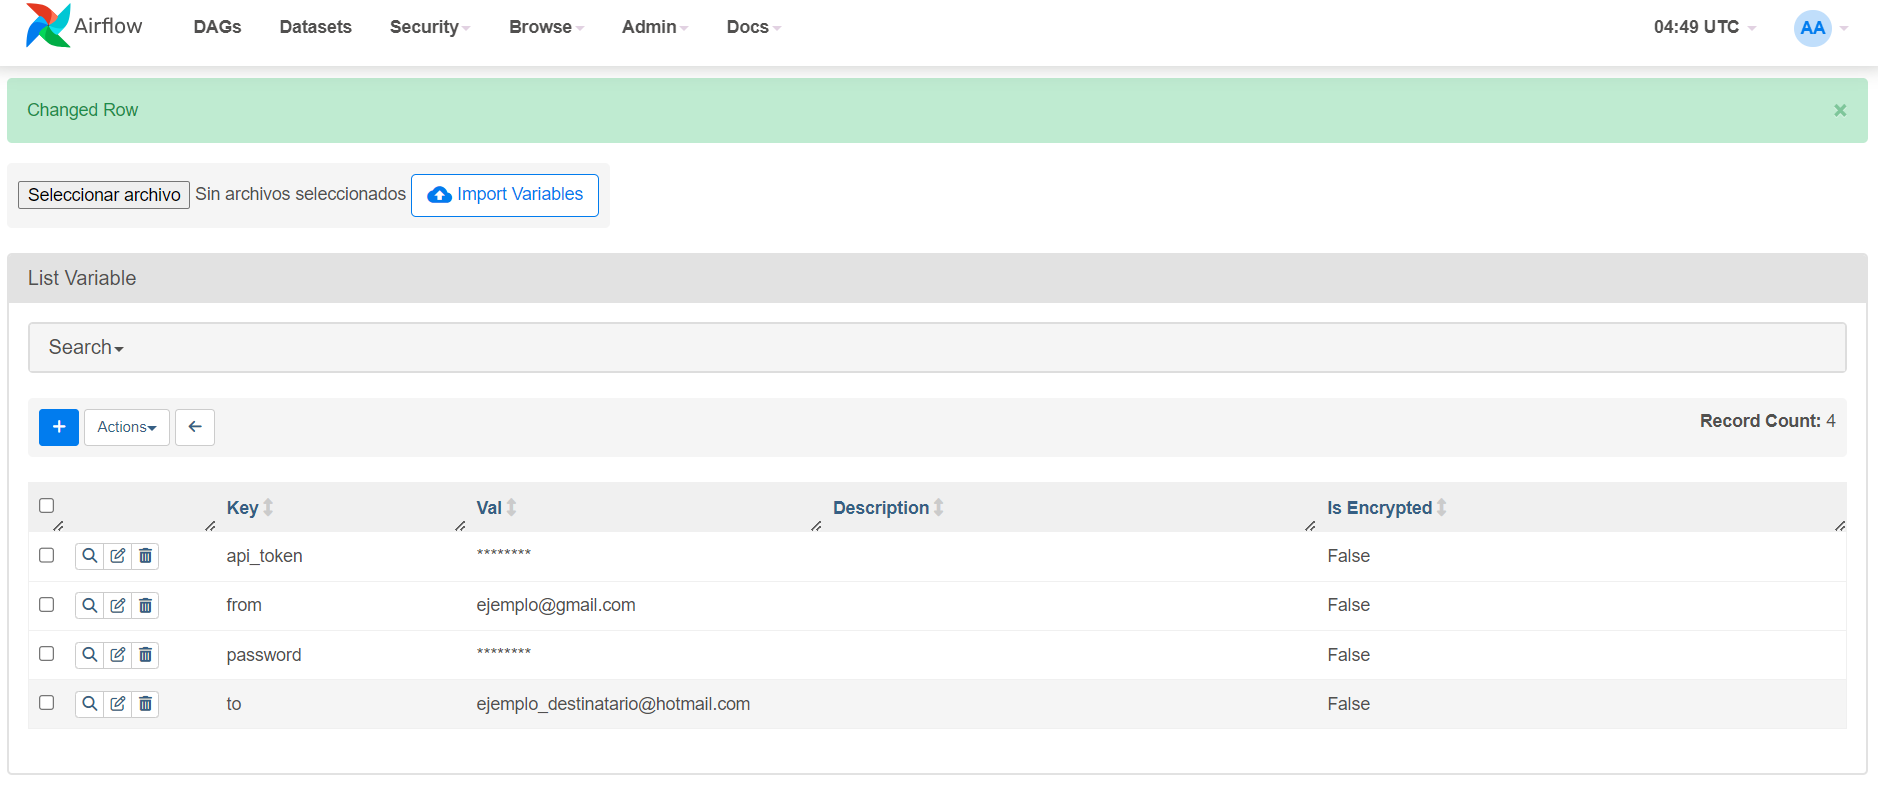 Airflow DAGs Datasets Security Browse Admin Docs 04:49 UTC AA
Changed Row ×
Seleccionar archivo Sin archivos seleccionados Import Variables
List Variable
Search
+ Actions Record Count: 4
Key Val Description Is Encrypted
api_token ******** False
from ejemplo@gmail.com False
password ******** False
to ejemplo_destinatario@hotmail.com False